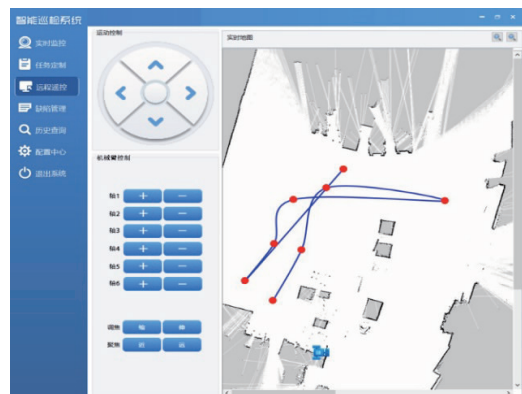 智能巡检系统
实时监控
任务定制
远程遥控
缺陷管理
历史查询
配置中心
退出系统
运动控制
机械臂控制
轴1 + −
轴2 + −
轴3 + −
轴4 + −
轴5 + −
轴6 + −
调焦
聚焦 近 远
实时地图